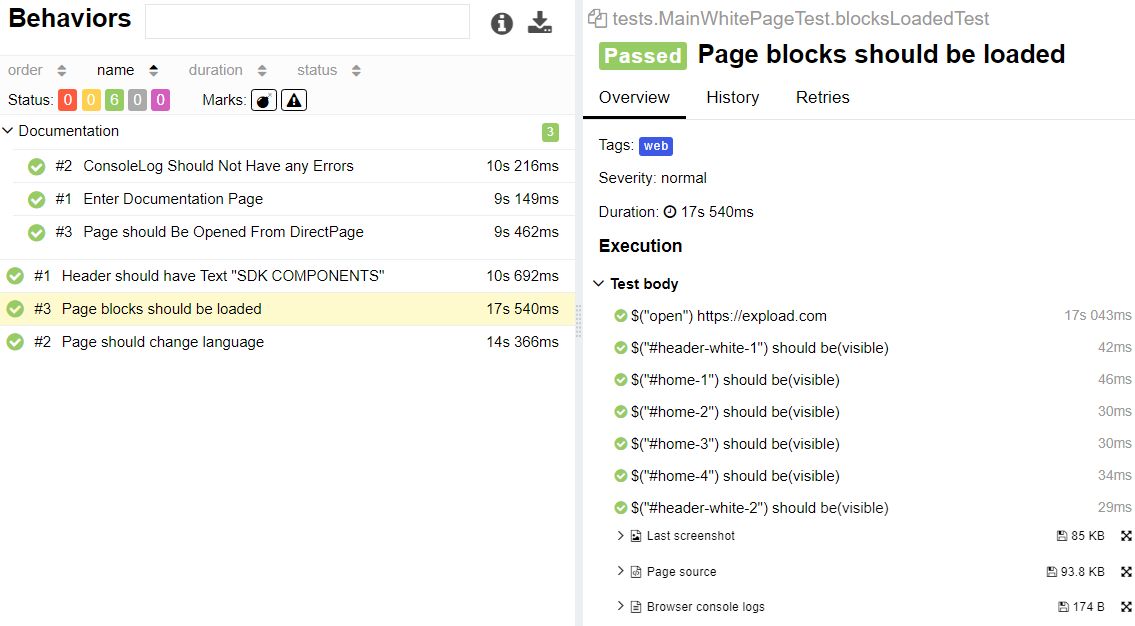 Behaviors
order name duration status
Status: 0 0 6 0 0 Marks:
Documentation 3
#2 ConsoleLog Should Not Have any Errors 10s 216ms
#1 Enter Documentation Page 9s 149ms
#3 Page should Be Opened From DirectPage 9s 462ms
#1 Header should have Text "SDK COMPONENTS" 10s 692ms
#3 Page blocks should be loaded 17s 540ms
#2 Page should change language 14s 366ms
tests.MainWhitePageTest.blocksLoadedTest
Passed Page blocks should be loaded
Overview History Retries
Tags: web
Severity: normal
Duration: 17s 540ms
Execution
Test body
$("open") https://expload.com 17s 043ms
$("#header-white-1") should be(visible) 42ms
$("#home-1") should be(visible) 46ms
$("#home-2") should be(visible) 30ms
$("#home-3") should be(visible) 30ms
$("#home-4") should be(visible) 34ms
$("#header-white-2") should be(visible) 29ms
Last screenshot 85 KB
Page source 93.8 KB
Browser console logs 174 B